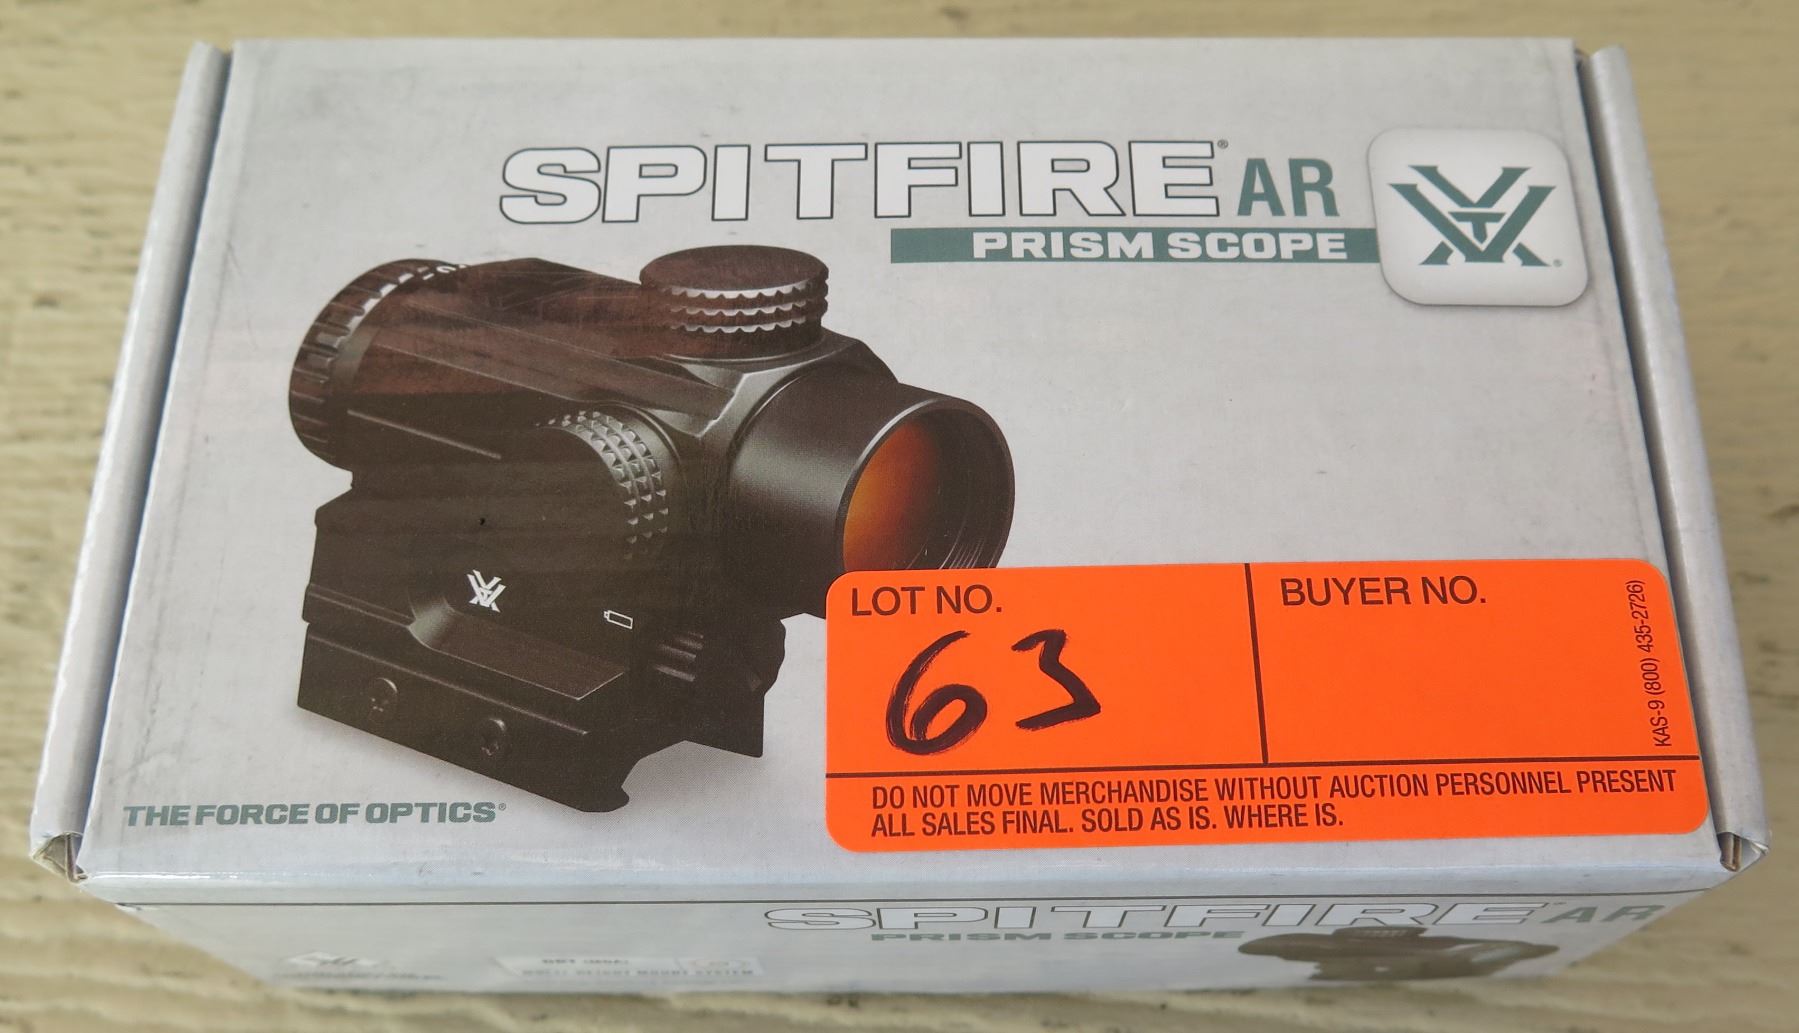 SPITFIRE® AR
PRISM SCOPE
THE FORCE OF OPTICS®
LOT NO.
63
BUYER NO.
KAS-9 (800) 435-2726)
DO NOT MOVE MERCHANDISE WITHOUT AUCTION PERSONNEL PRESENT
ALL SALES FINAL. SOLD AS IS. WHERE IS.
SPITFIRE AR
PRISM SCOPE